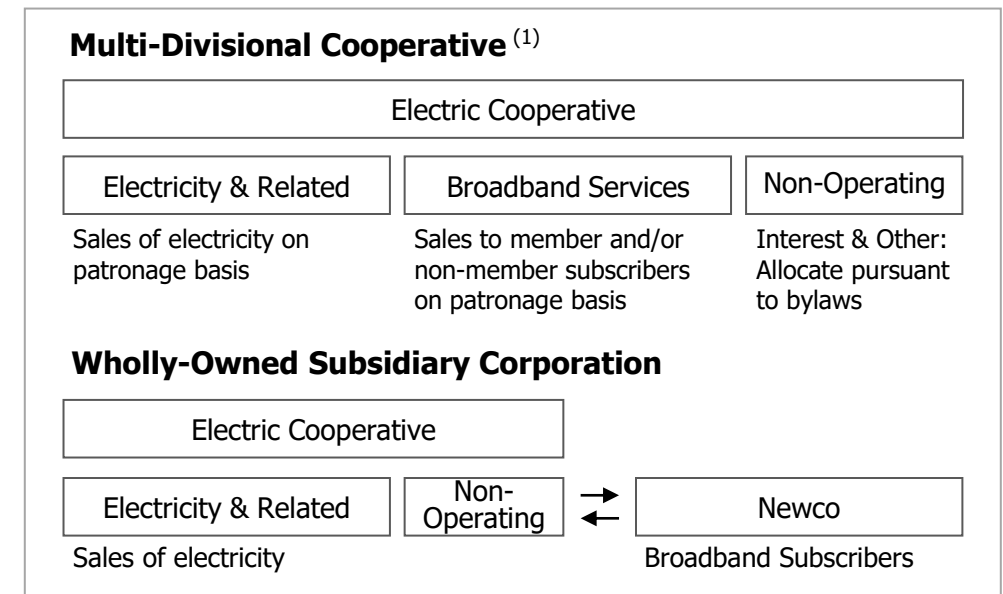 Multi-Divisional Cooperative (1)
Electric Cooperative
Electricity & Related
Broadband Services
Non-Operating
Sales of electricity on
patronage basis
Sales to member and/or
non-member subscribers
on patronage basis
Interest & Other:
Allocate pursuant
to bylaws
Wholly-Owned Subsidiary Corporation
Electric Cooperative
Electricity & Related
Non-
Operating
Newco
Sales of electricity
Broadband Subscribers